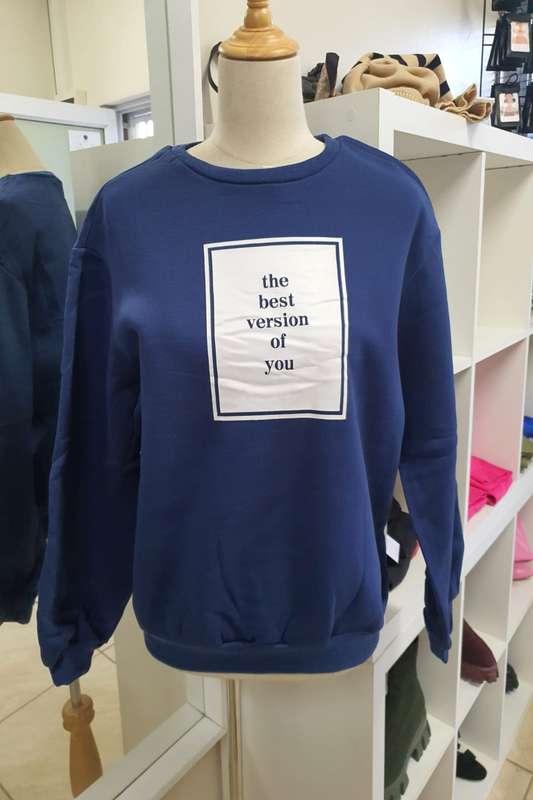 the
best
version
of
you